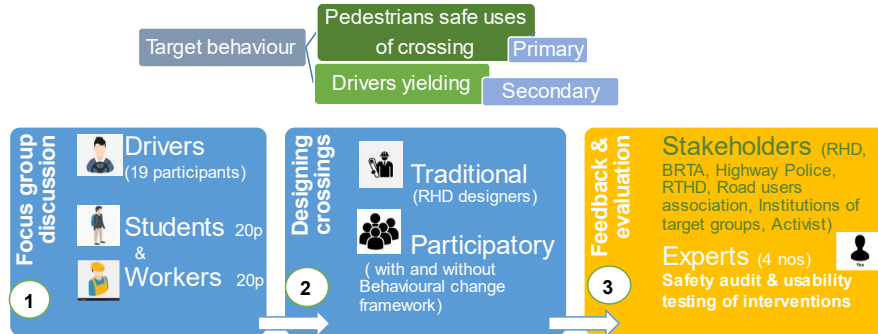 Target behaviour
Pedestrians safe uses
of crossing
Primary
Drivers yielding
Secondary
Focus group
discussion
1
Drivers
(19 participants)
Students 20p
&
Workers 20p
Designing
crossings
2
Traditional
(RHD designers)
Participatory
( with and without
Behavioural change
framework)
Feedback &
evaluation
3
Stakeholders (RHD,
BRTA, Highway Police,
RTHD, Road users
association, Institutions of
target groups, Activist)
Experts (4 nos)
Safety audit & usability
testing of interventions